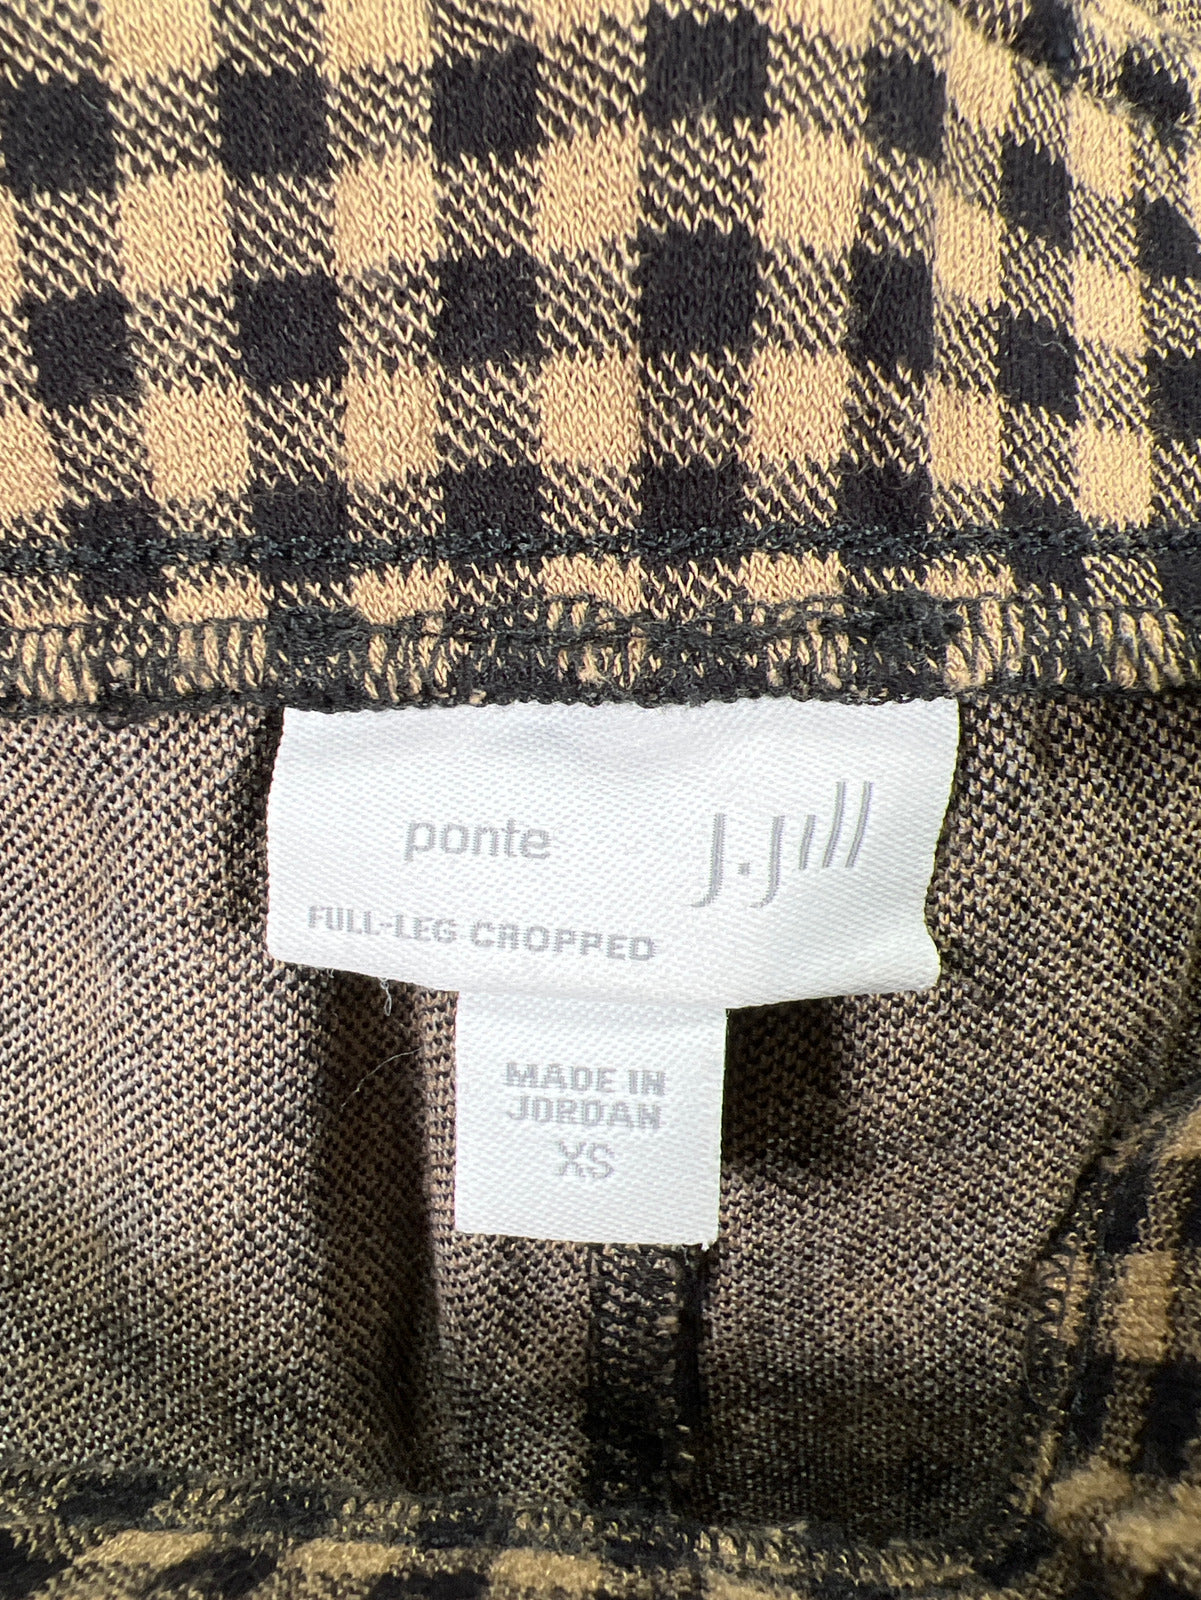 ponte
J.Jill
FULL-LEG CROPPED
MADE IN
JORDAN
XS